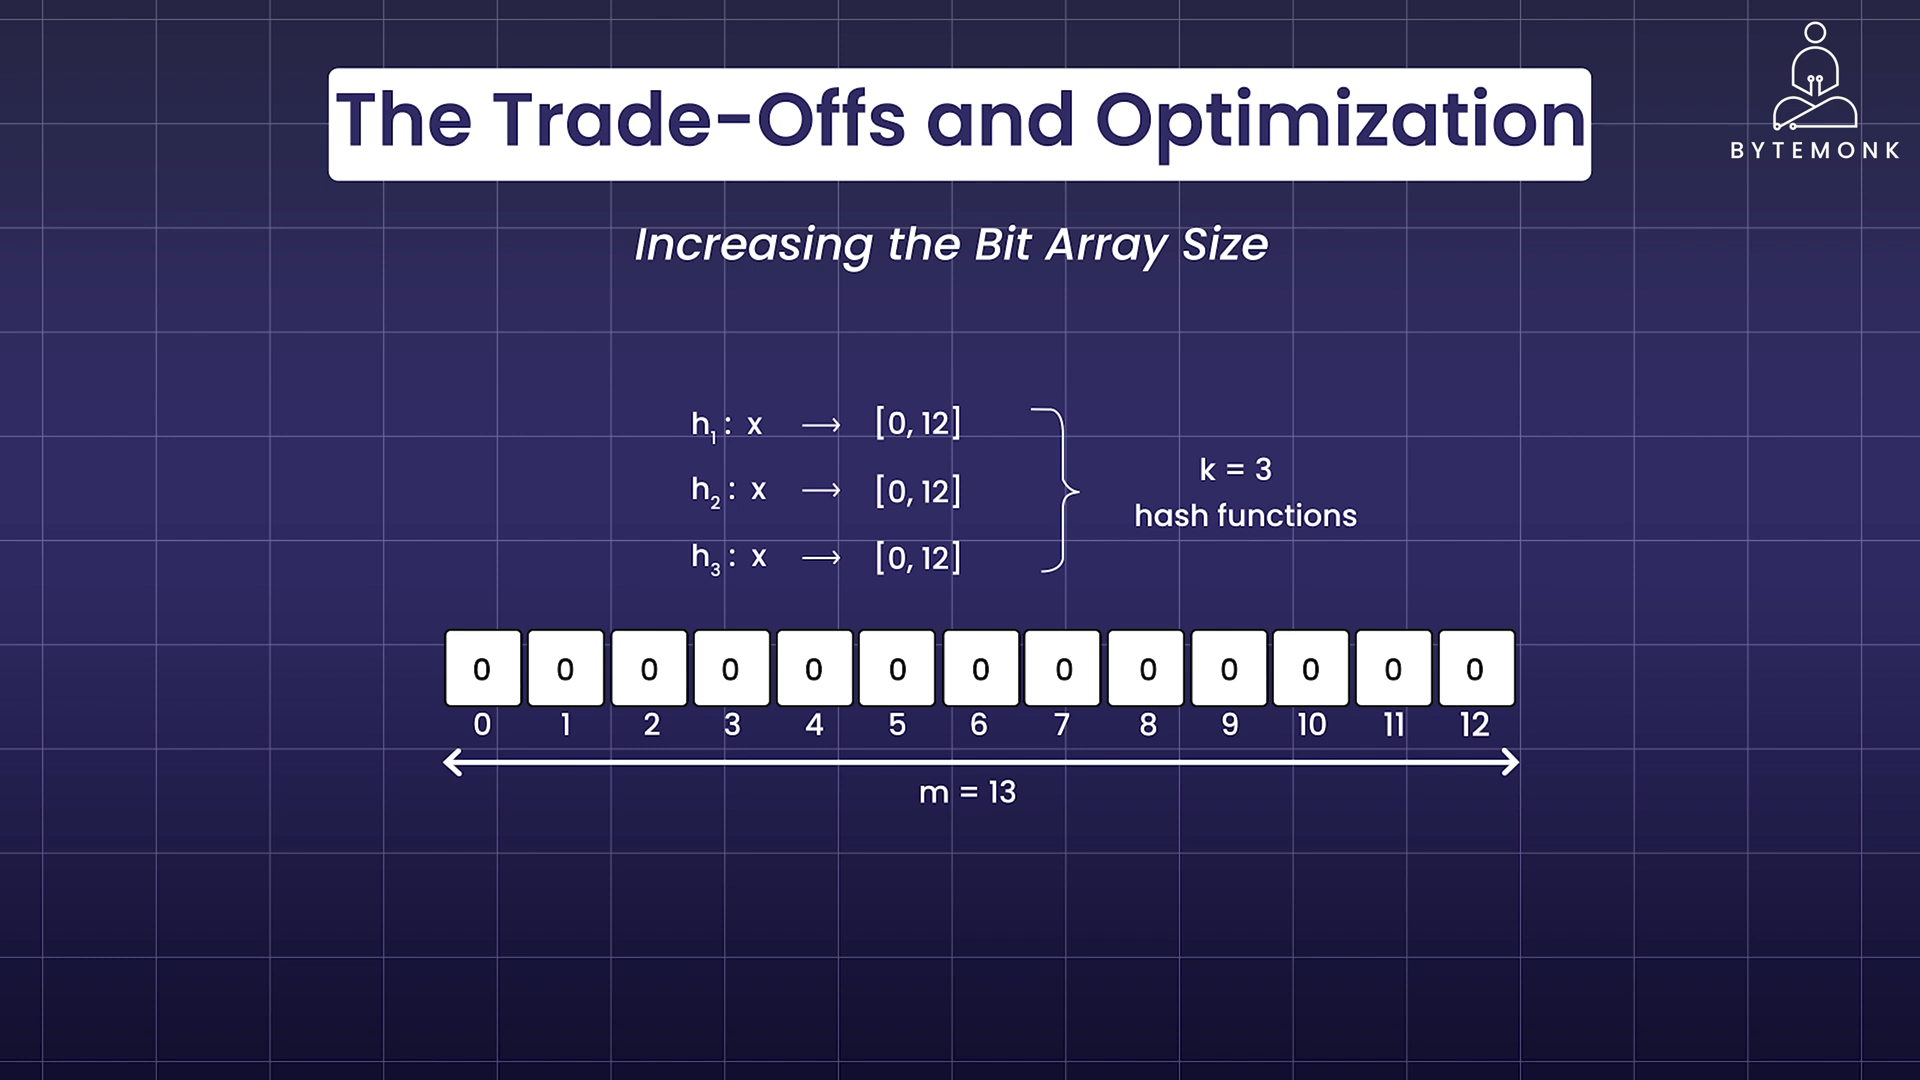 The Trade-Offs and Optimization
BYTEMONK
Increasing the Bit Array Size
h₁ : x ⟶ [0, 12]
h₂ : x ⟶ [0, 12]
h₃ : x ⟶ [0, 12]
k = 3
hash functions
0 0 0 0 0 0 0 0 0 0 0 0 0
0 1 2 3 4 5 6 7 8 9 10 11 12
m = 13